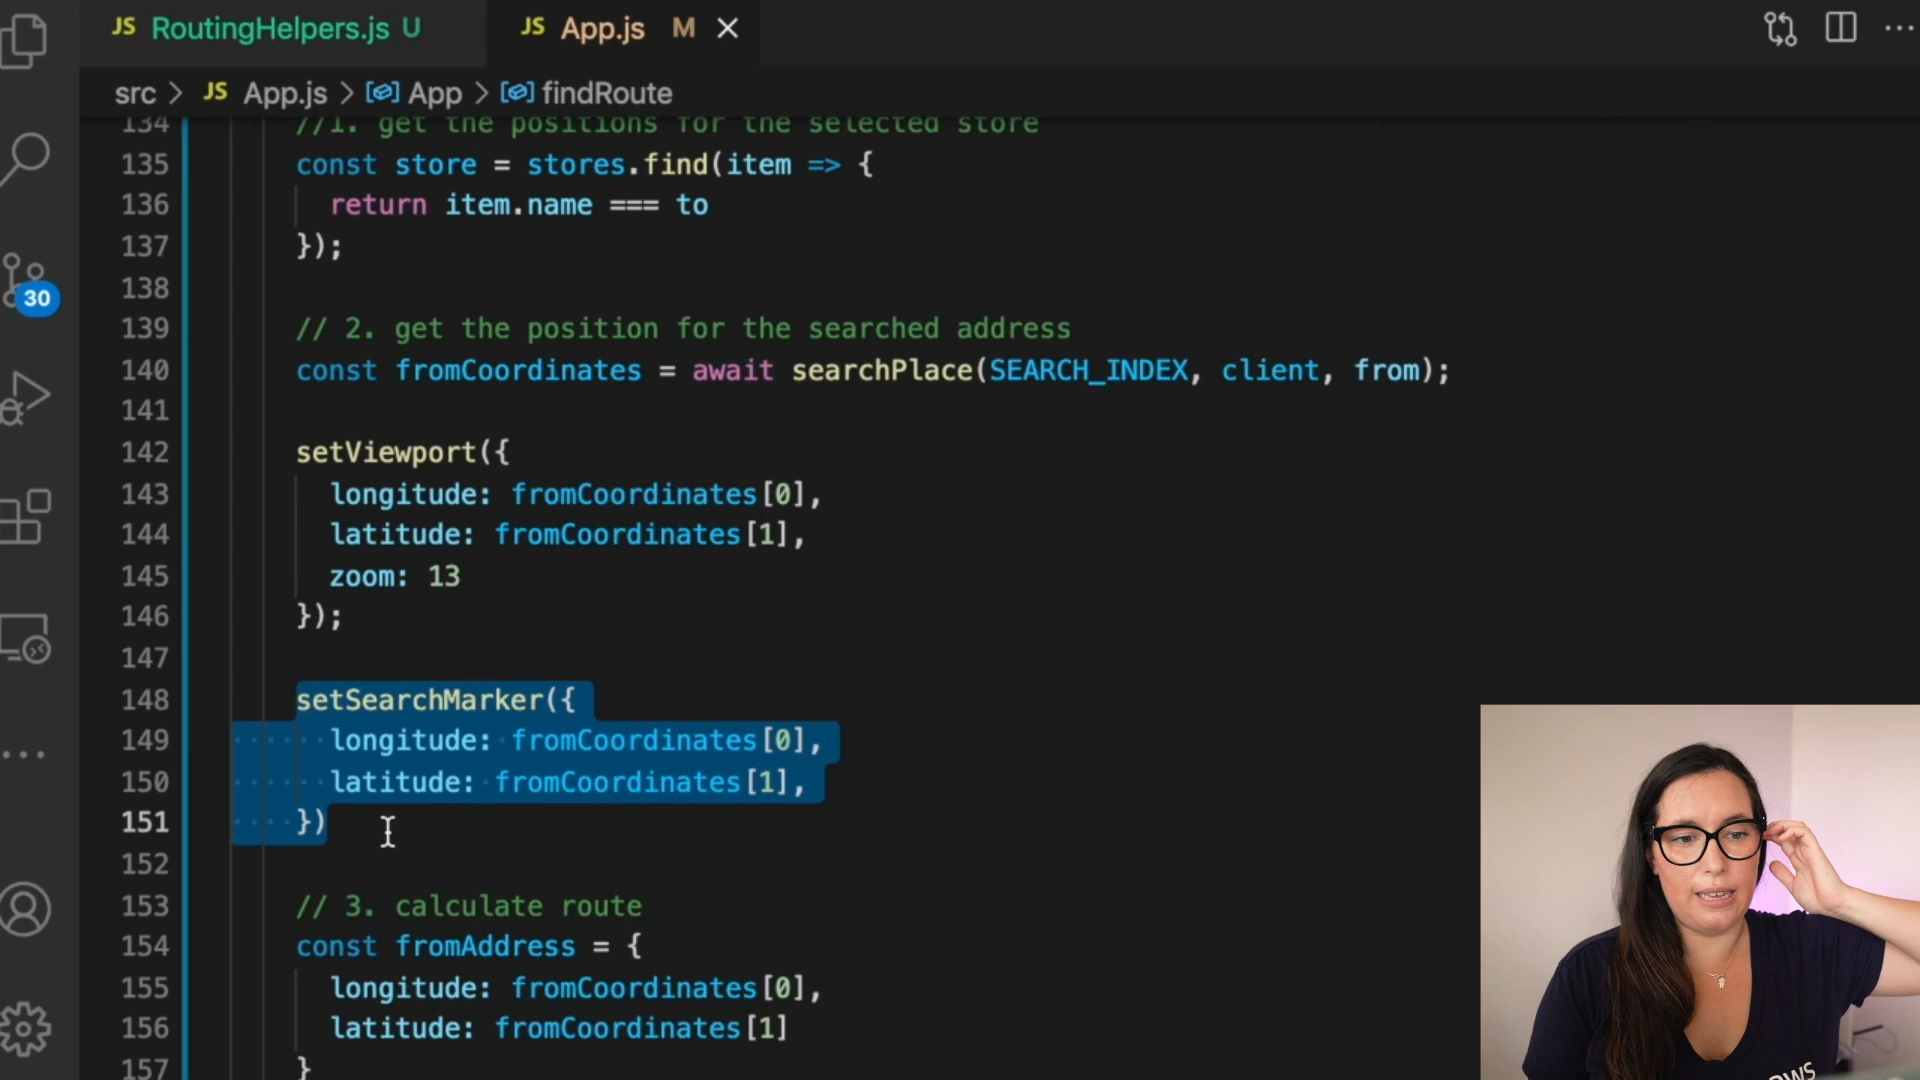 JS RoutingHelpers.js U
JS App.js M
src > JS App.js > App > findRoute
134 //1. get the positions for the selected store
135 const store = stores.find(item => {
136 return item.name === to
137 });
138
139 // 2. get the position for the searched address
140 const fromCoordinates = await searchPlace(SEARCH_INDEX, client, from);
141
142 setViewport({
143 longitude: fromCoordinates[0],
144 latitude: fromCoordinates[1],
145 zoom: 13
146 });
147
148 setSearchMarker({
149 longitude: fromCoordinates[0],
150 latitude: fromCoordinates[1],
151 })
152
153 // 3. calculate route
154 const fromAddress = {
155 longitude: fromCoordinates[0],
156 latitude: fromCoordinates[1]
157 }
30